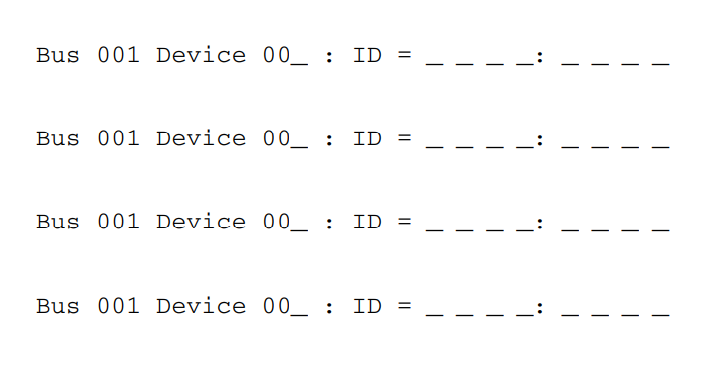 Bus 001 Device 00_ : ID = _ _ _ _: _ _ _ _
Bus 001 Device 00_ : ID = _ _ _ _: _ _ _ _
Bus 001 Device 00_ : ID = _ _ _ _: _ _ _ _
Bus 001 Device 00_ : ID = _ _ _ _: _ _ _ _